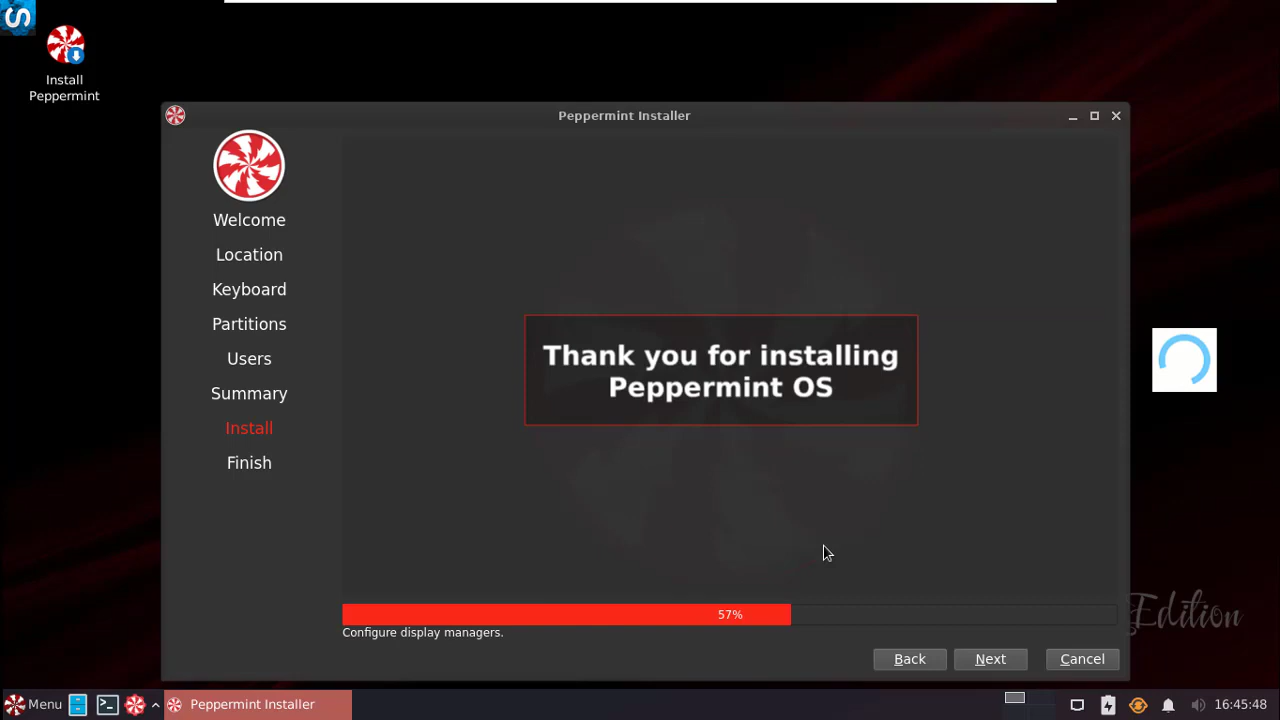 S
Install
Peppermint
Peppermint Installer
Welcome
Location
Keyboard
Partitions
Users
Summary
Install
Finish
Thank you for installing
Peppermint OS
57%
Configure display managers.
Edition
Back
Next
Cancel
Menu
Peppermint Installer
16:45:48